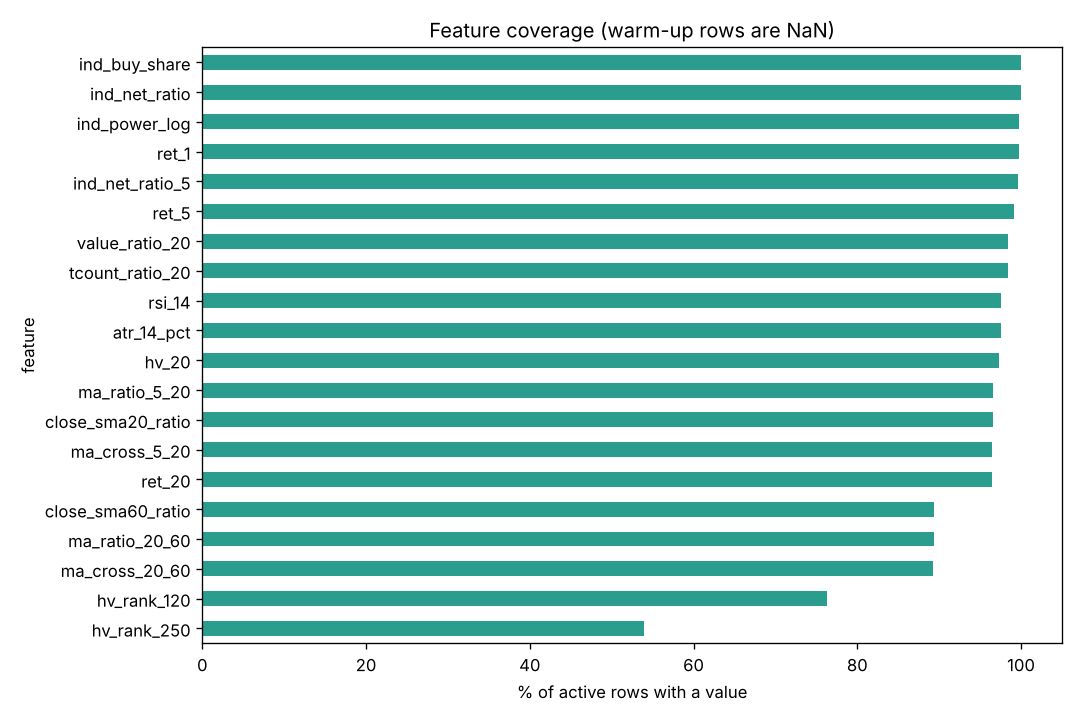 Feature coverage (warm-up rows are NaN)
ind_buy_share
ind_net_ratio
ind_power_log
ret_1
ind_net_ratio_5
ret_5
value_ratio_20
tcount_ratio_20
rsi_14
atr_14_pct
hv_20
ma_ratio_5_20
close_sma20_ratio
ma_cross_5_20
ret_20
close_sma60_ratio
ma_ratio_20_60
ma_cross_20_60
hv_rank_120
hv_rank_250
feature
0 20 40 60 80 100
% of active rows with a value